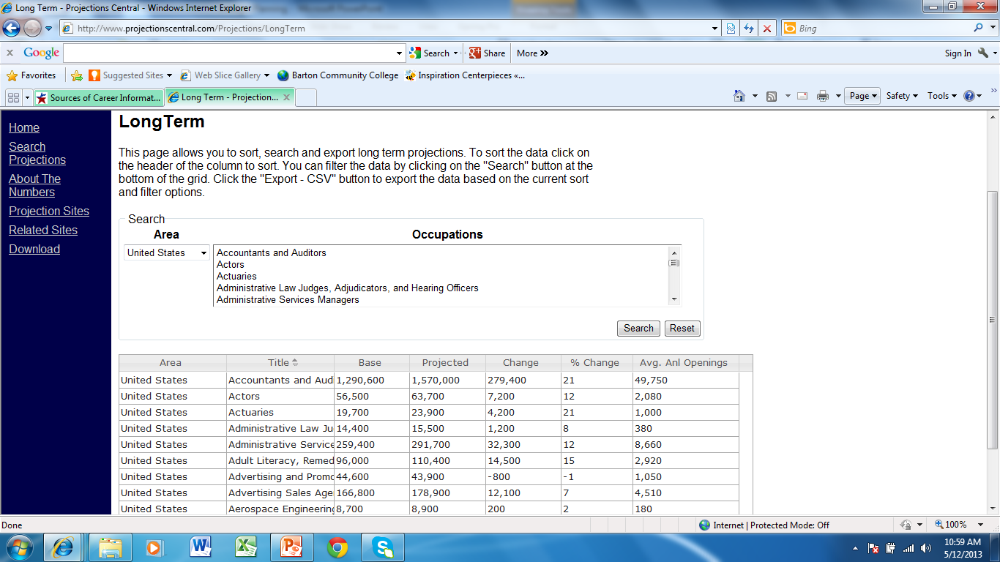 Long Term - Projections Central - Windows Internet Explorer
http://www.projectionscentral.com/Projections/LongTerm
Bing
Google
Search
Share
More »
Sign In
Favorites
Suggested Sites
Web Slice Gallery
Barton Community College
Inspiration Centerpieces «...
Sources of Career Informat...
Long Term - Projection...
Page
Safety
Tools
Home
Search
Projections
About The
Numbers
Projection Sites
Related Sites
Download
LongTerm
This page allows you to sort, search and export long term projections. To sort the data click on
the header of the column to sort. You can filter the data by clicking on the "Search" button at the
bottom of the grid. Click the "Export - CSV" button to export the data based on the current sort
and filter options.
Search
Area Occupations
United States
Accountants and Auditors
Actors
Actuaries
Administrative Law Judges, Adjudicators, and Hearing Officers
Administrative Services Managers
Search Reset
Area Title Base Projected Change % Change Avg. Anl Openings
United States Accountants and Aud 1,290,600 1,570,000 279,400 21 49,750
United States Actors 56,500 63,700 7,200 12 2,080
United States Actuaries 19,700 23,900 4,200 21 1,000
United States Administrative Law Ju 14,400 15,500 1,200 8 380
United States Administrative Service 259,400 291,700 32,300 12 8,660
United States Adult Literacy, Remed 96,000 110,400 14,500 15 2,920
United States Advertising and Promo 44,600 43,900 -800 -1 1,050
United States Advertising Sales Age 166,800 178,900 12,100 7 4,510
United States Aerospace Engineering 8,700 8,900 200 2 180
Done
Internet | Protected Mode: Off
100%
10:59 AM
5/12/2013